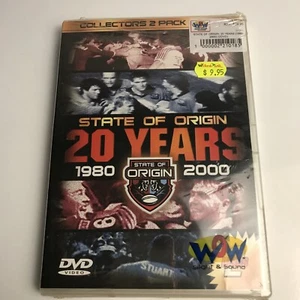 COLLECTORS 2 PACK
$ 9.95
STATE OF ORIGIN
20 YEARS
1980
STATE OF
ORIGIN
2000
DVD
VIDEO
STUART